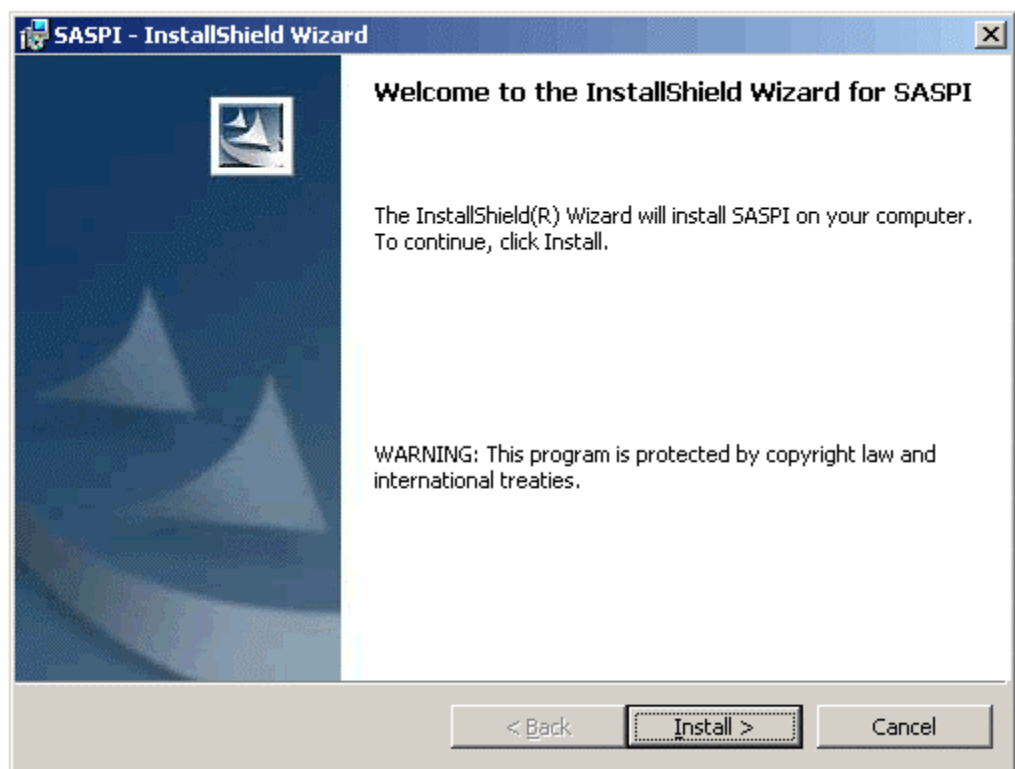 SASPI - InstallShield Wizard
Welcome to the InstallShield Wizard for SASPI
The InstallShield(R) Wizard will install SASPI on your computer.
To continue, click Install.
WARNING: This program is protected by copyright law and
international treaties.
< Back
Install >
Cancel